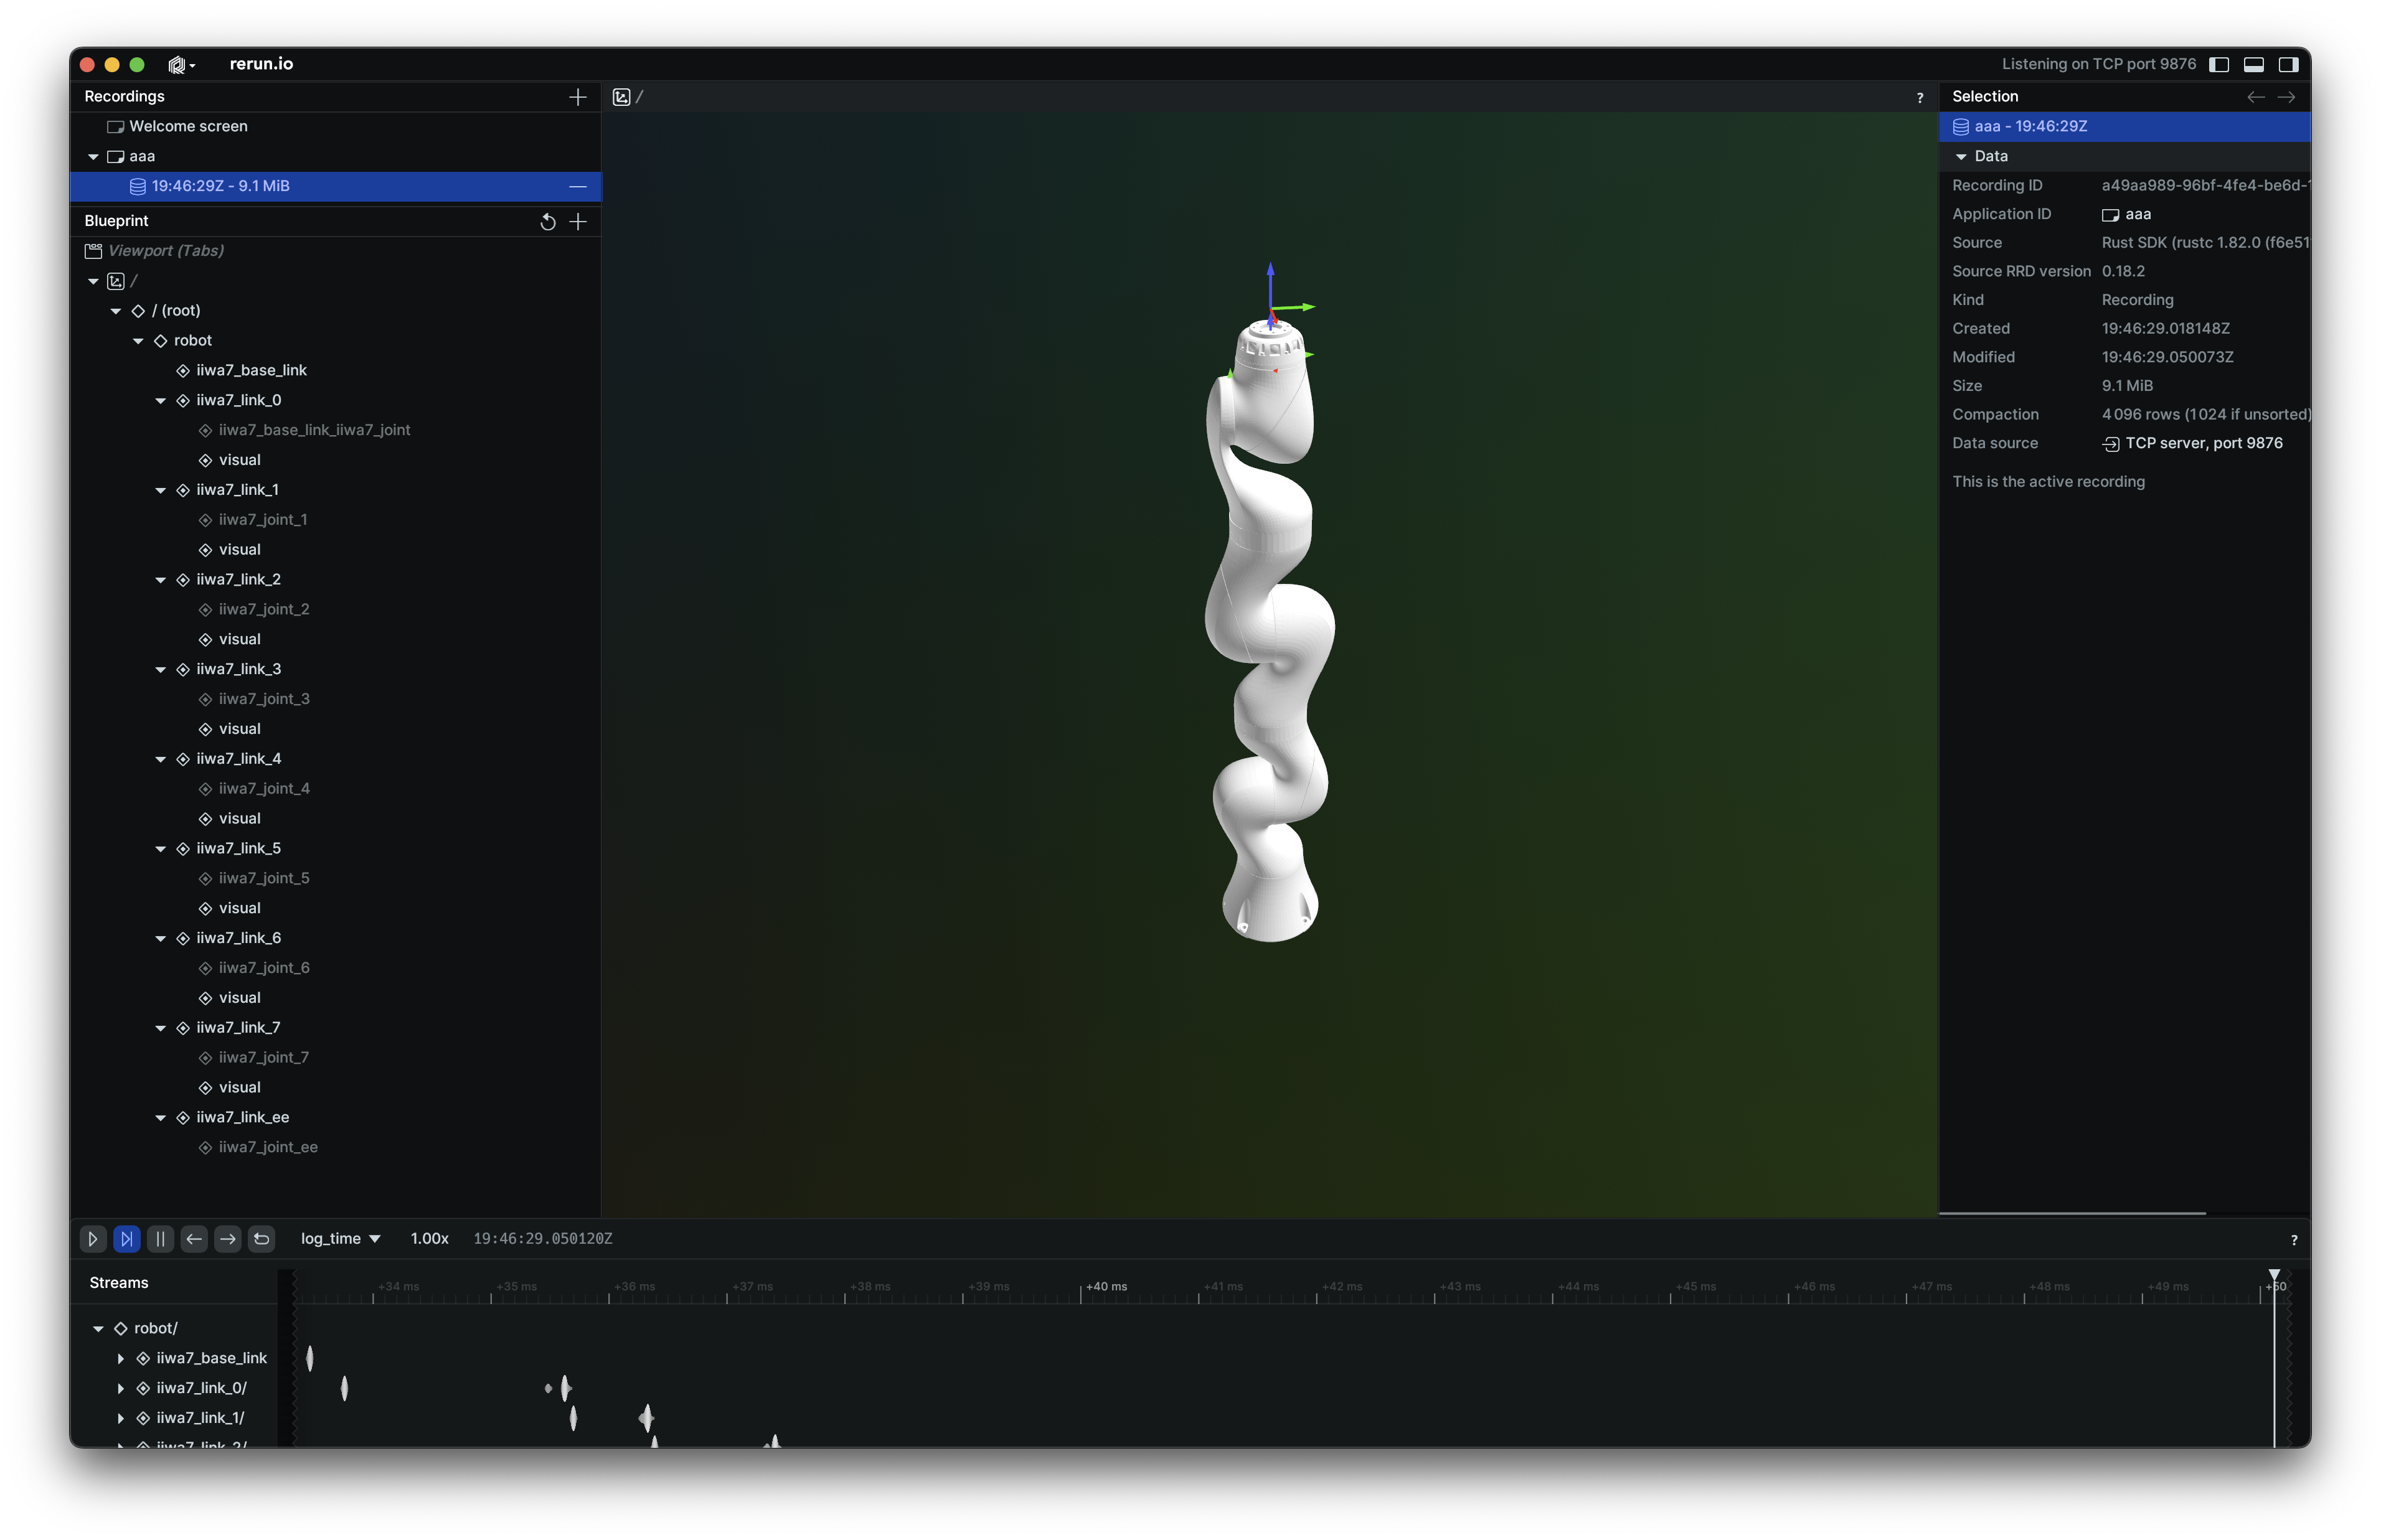 rerun.io
Listening on TCP port 9876
Recordings
Welcome screen
aaa
19:46:29Z - 9.1 MiB
Blueprint
Viewport (Tabs)
/
/ (root)
robot
iiwa7_base_link
iiwa7_link_0
iiwa7_base_link_iiwa7_joint
visual
iiwa7_link_1
iiwa7_joint_1
visual
iiwa7_link_2
iiwa7_joint_2
visual
iiwa7_link_3
iiwa7_joint_3
visual
iiwa7_link_4
iiwa7_joint_4
visual
iiwa7_link_5
iiwa7_joint_5
visual
iiwa7_link_6
iiwa7_joint_6
visual
iiwa7_link_7
iiwa7_joint_7
visual
iiwa7_link_ee
iiwa7_joint_ee
/
?
Selection
aaa - 19:46:29Z
Data
Recording ID a49aa989-96bf-4fe4-be6d-1
Application ID aaa
Source Rust SDK (rustc 1.82.0 (f6e51
Source RRD version 0.18.2
Kind Recording
Created 19:46:29.018148Z
Modified 19:46:29.050073Z
Size 9.1 MiB
Compaction 4 096 rows (1 024 if unsorted)
Data source TCP server, port 9876
This is the active recording
log_time 1.00x 19:46:29.050120Z ?
Streams +34 ms +35 ms +36 ms +37 ms +38 ms +39 ms +40 ms +41 ms +42 ms +43 ms +44 ms +45 ms +46 ms +47 ms +48 ms +49 ms +50
robot/
iiwa7_base_link
iiwa7_link_0/
iiwa7_link_1/
iiwa7_link_2/